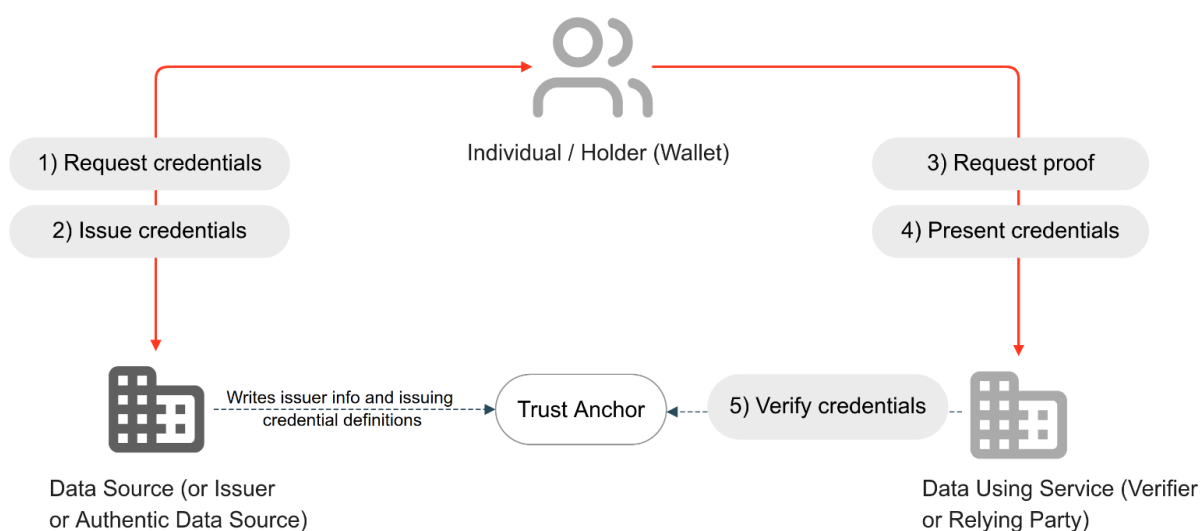 Individual / Holder (Wallet)
1) Request credentials
2) Issue credentials
3) Request proof
4) Present credentials
Writes issuer info and issuing
credential definitions
Trust Anchor
5) Verify credentials
Data Source (or Issuer
or Authentic Data Source)
Data Using Service (Verifier
or Relying Party)